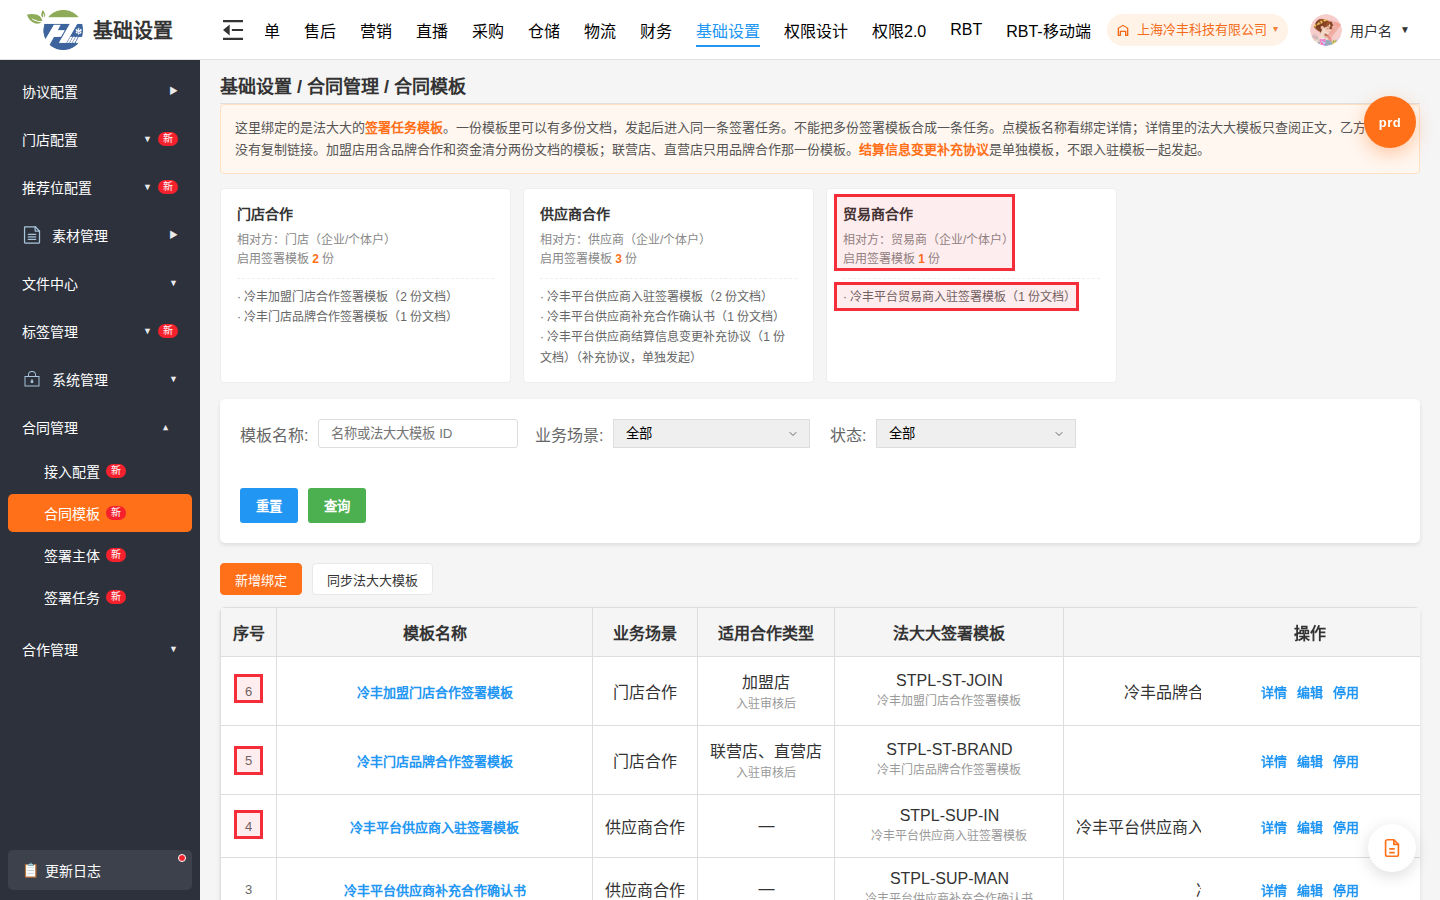 基础设置
单 售后 营销 直播 采购 仓储 物流 财务 基础设置 权限设计 权限2.0 RBT RBT-移动端
上海冷丰科技有限公司
用户名
协议配置
门店配置 新
推荐位配置 新
素材管理
文件中心
标签管理 新
系统管理
合同管理
接入配置 新
合同模板 新
签署主体 新
签署任务 新
合作管理
更新日志
基础设置 / 合同管理 / 合同模板
这里绑定的是法大大的签署任务模板。一份模板里可以有多份文档，发起后进入同一条签署任务。不能把多份签署模板合成一条任务。点模板名称看绑定详情；详情里的法大大模板只查阅正文，乙方
没有复制链接。加盟店用含品牌合作和资金清分两份文档的模板；联营店、直营店只用品牌合作那一份模板。结算信息变更补充协议是单独模板，不跟入驻模板一起发起。
prd
门店合作
相对方：门店（企业/个体户）
启用签署模板 2 份
· 冷丰加盟门店合作签署模板（2 份文档）
· 冷丰门店品牌合作签署模板（1 份文档）
供应商合作
相对方：供应商（企业/个体户）
启用签署模板 3 份
· 冷丰平台供应商入驻签署模板（2 份文档）
· 冷丰平台供应商补充合作确认书（1 份文档）
· 冷丰平台供应商结算信息变更补充协议（1 份
文档）（补充协议，单独发起）
贸易商合作
相对方：贸易商（企业/个体户）
启用签署模板 1 份
· 冷丰平台贸易商入驻签署模板（1 份文档）
模板名称: 名称或法大大模板 ID 业务场景: 全部 状态: 全部
重置 查询
新增绑定 同步法大大模板
序号 模板名称 业务场景 适用合作类型 法大大签署模板 操作
6 冷丰加盟门店合作签署模板 门店合作 加盟店 STPL-ST-JOIN 冷丰品牌合 详情 编辑 停用
入驻审核后 冷丰加盟门店合作签署模板
5 冷丰门店品牌合作签署模板 门店合作 联营店、直营店 STPL-ST-BRAND 详情 编辑 停用
入驻审核后 冷丰门店品牌合作签署模板
4 冷丰平台供应商入驻签署模板 供应商合作 — STPL-SUP-IN 冷丰平台供应商入 详情 编辑 停用
冷丰平台供应商入驻签署模板
3 冷丰平台供应商补充合作确认书 供应商合作 — STPL-SUP-MAN 详情 编辑 停用
冷丰平台供应商补充合作确认书